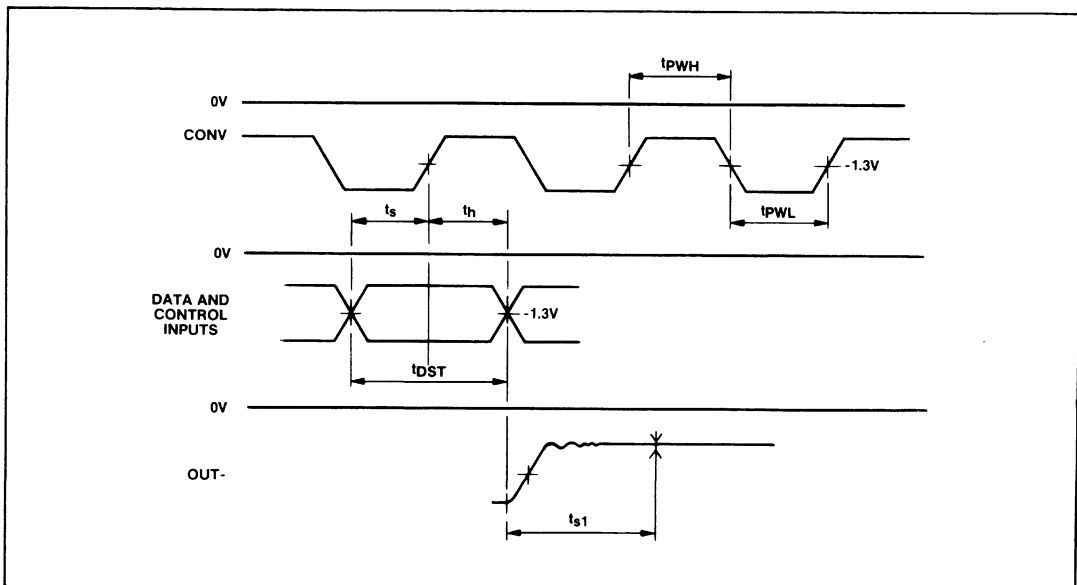 tPWH
0V
CONV
-1.3V
ts
th
tPWL
0V
DATA AND
CONTROL
INPUTS
-1.3V
tDST
0V
OUT-
ts1